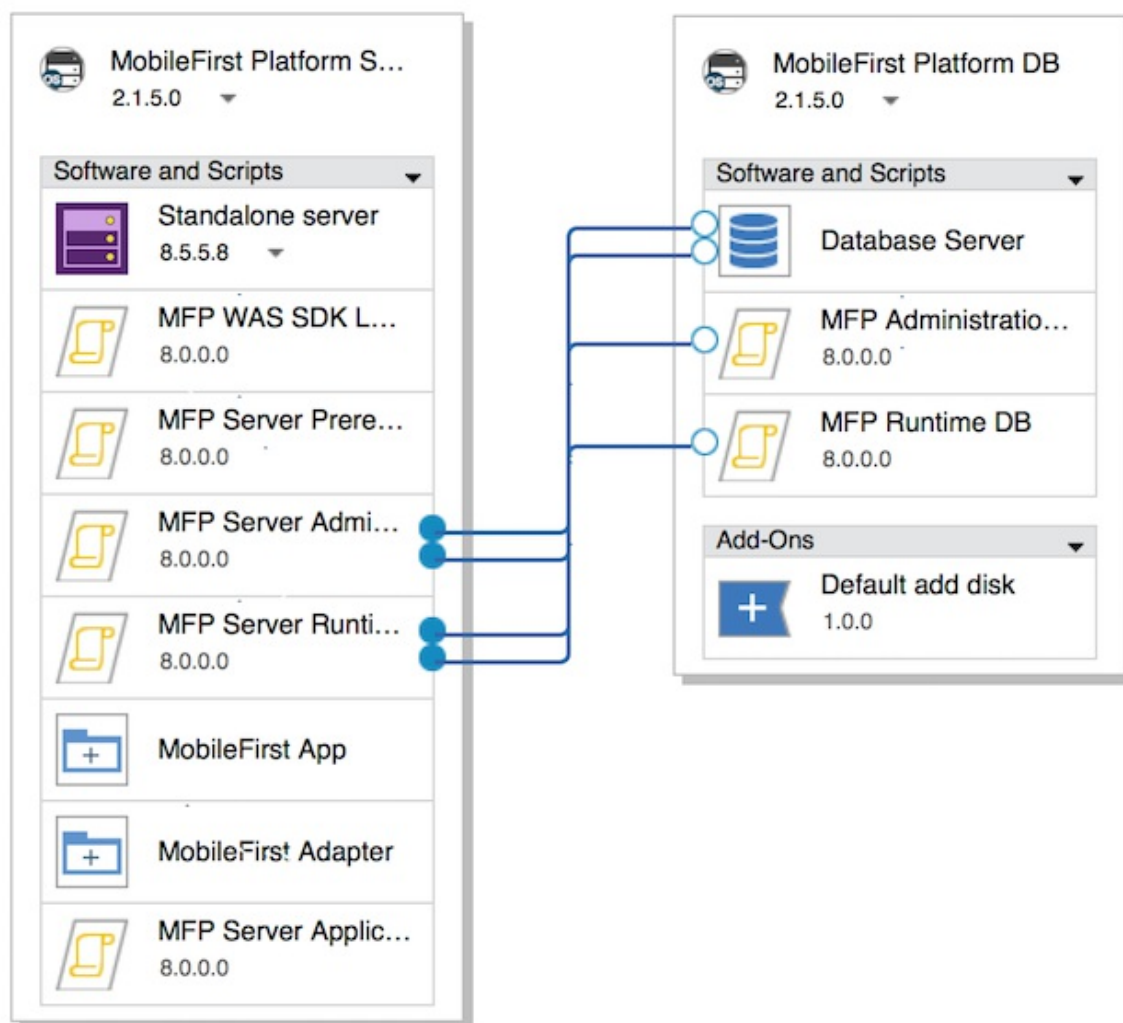 MobileFirst Platform S...
2.1.5.0
Software and Scripts
Standalone server
8.5.5.8
MFP WAS SDK L...
8.0.0.0
MFP Server Prere...
8.0.0.0
MFP Server Admi...
8.0.0.0
MFP Server Runti...
8.0.0.0
MobileFirst App
MobileFirst Adapter
MFP Server Applic...
8.0.0.0
MobileFirst Platform DB
2.1.5.0
Software and Scripts
Database Server
MFP Administratio...
8.0.0.0
MFP Runtime DB
8.0.0.0
Add-Ons
Default add disk
1.0.0